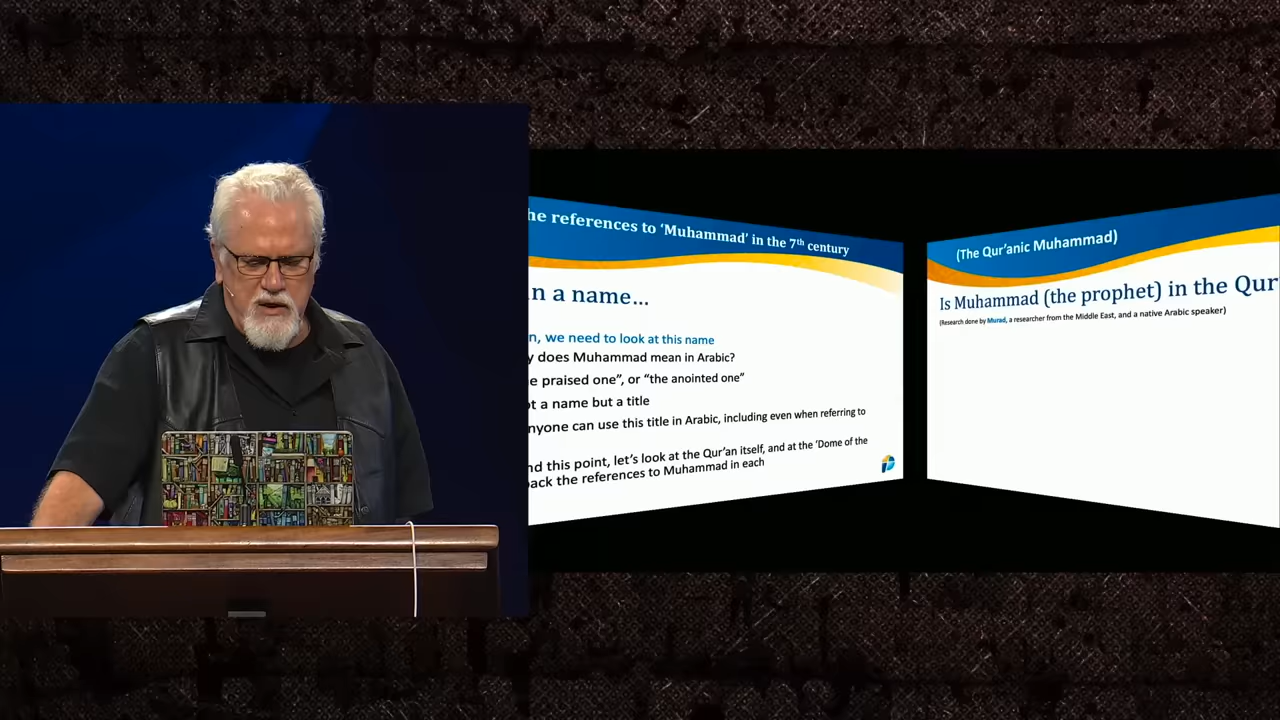 he references to ‘Muhammad’ in the 7th century
n a name…
n, we need to look at this name
y does Muhammad mean in Arabic?
e praised one”, or “the anointed one”
ot a name but a title
nyone can use this title in Arabic, including even when referring to
nd this point, let’s look at the Qur’an itself, and at the ‘Dome of the
ack the references to Muhammad in each
(The Qur’anic Muhammad)
Is Muhammad (the prophet) in the Qur
(Research done by Murad, a researcher from the Middle East, and a native Arabic speaker)